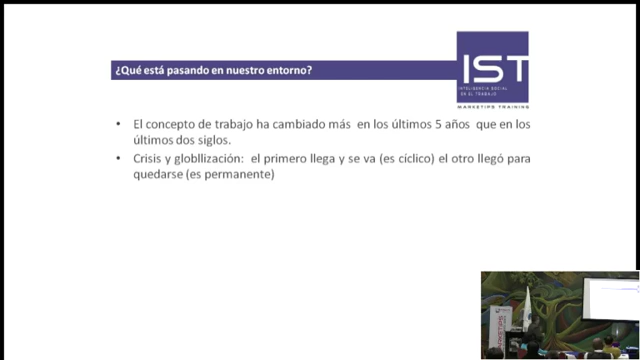 ¿Qué está pasando en nuestro entorno?
IST
INTELIGENCIA SOCIAL
EN EL TRABAJO
MARKETIPS TRAINING
• El concepto de trabajo ha cambiado más en los últimos 5 años que en los
últimos dos siglos.
• Crisis y globllización: el primero llega y se va (es cíclico) el otro llegó para
quedarse (es permanente)